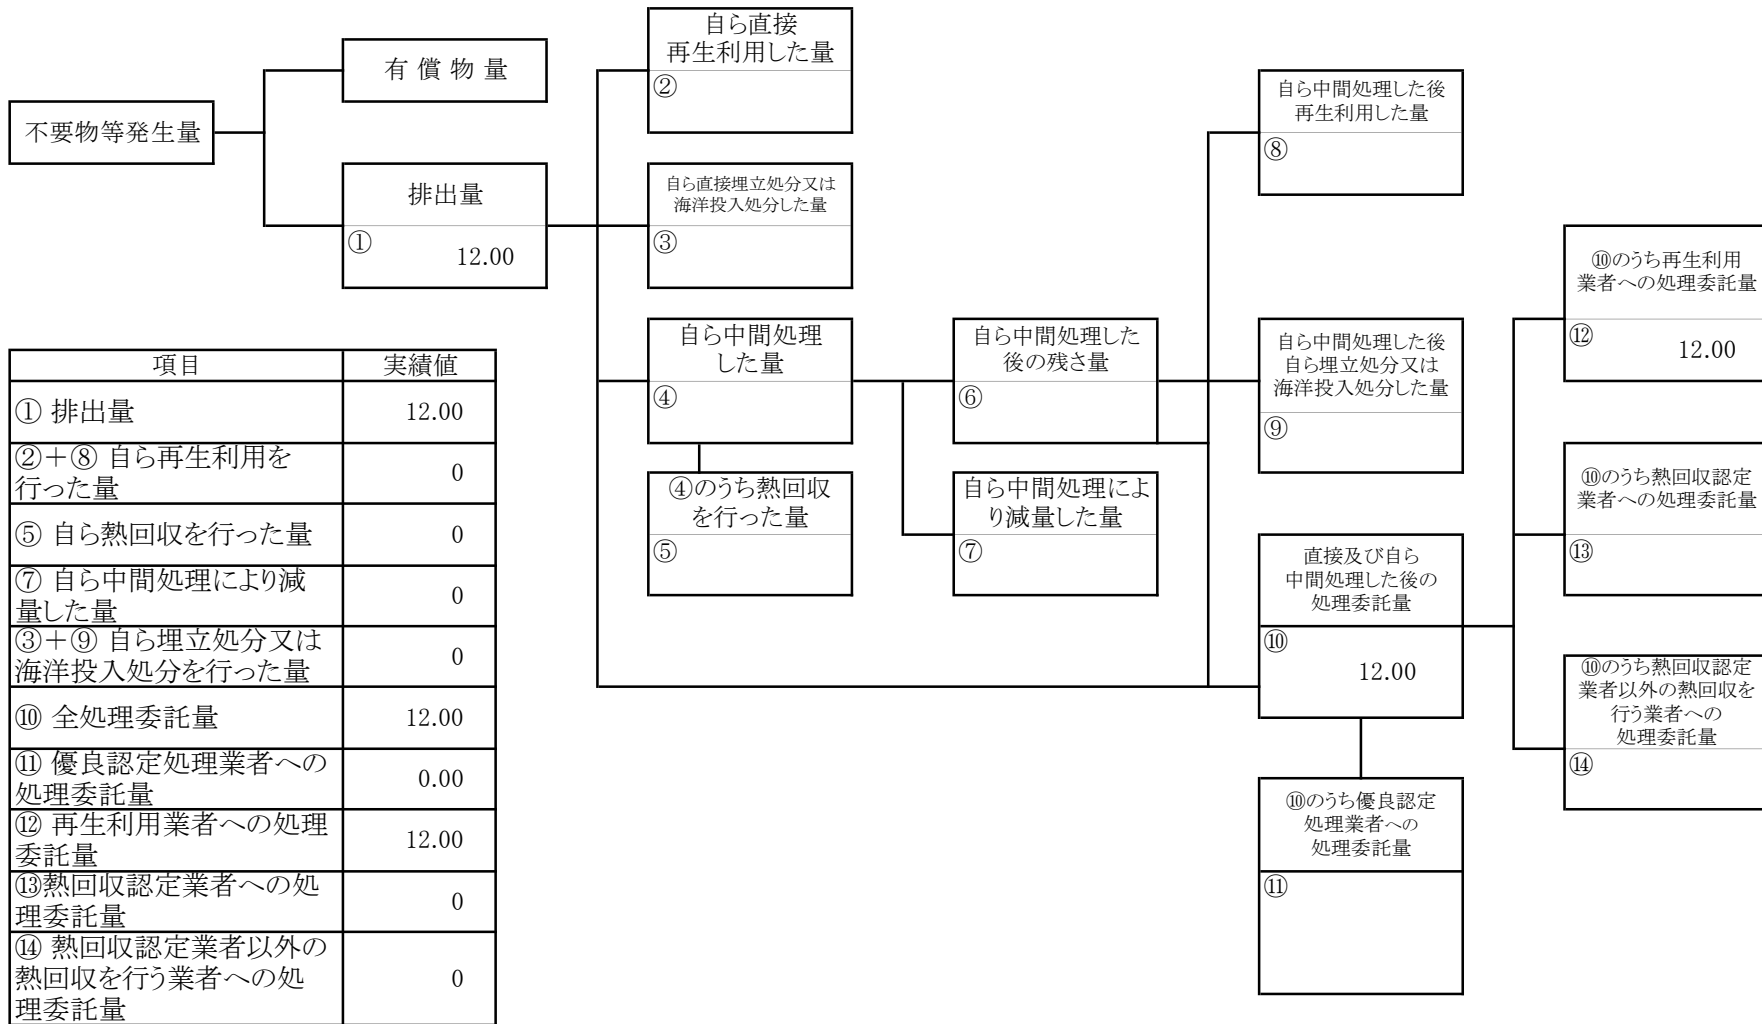 不要物等発生量
有 償 物 量
排出量
①
12.00
自ら直接
再生利用した量
②
自ら直接埋立処分又は
海洋投入処分した量
③
自ら中間処理
した量
④
④のうち熱回収
を行った量
⑤
自ら中間処理した
後の残さ量
⑥
自ら中間処理によ
り減量した量
⑦
自ら中間処理した後
再生利用した量
⑧
自ら中間処理した後
自ら埋立処分又は
海洋投入処分した量
⑨
直接及び自ら
中間処理した後の
処理委託量
⑩
12.00
⑩のうち優良認定
処理業者への
処理委託量
⑪
⑩のうち再生利用
業者への処理委託量
⑫
12.00
⑩のうち熱回収認定
業者への処理委託量
⑬
⑩のうち熱回収認定
業者以外の熱回収を
行う業者への
処理委託量
⑭
項目 実績値
① 排出量 12.00
②＋⑧ 自ら再生利用を
行った量 0
⑤ 自ら熱回収を行った量 0
⑦ 自ら中間処理により減
量した量 0
③＋⑨ 自ら埋立処分又は
海洋投入処分を行った量 0
⑩ 全処理委託量 12.00
⑪ 優良認定処理業者への
処理委託量 0.00
⑫ 再生利用業者への処理
委託量 12.00
⑬熱回収認定業者への処
理委託量 0
⑭ 熱回収認定業者以外の
熱回収を行う業者への処
理委託量 0